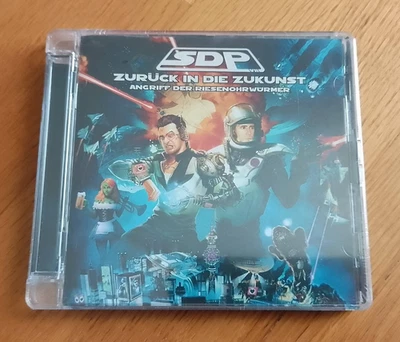 SDP
ZURÜCK IN DIE ZUKUNST
ANGRIFF DER RIESENOHRWÜRMER